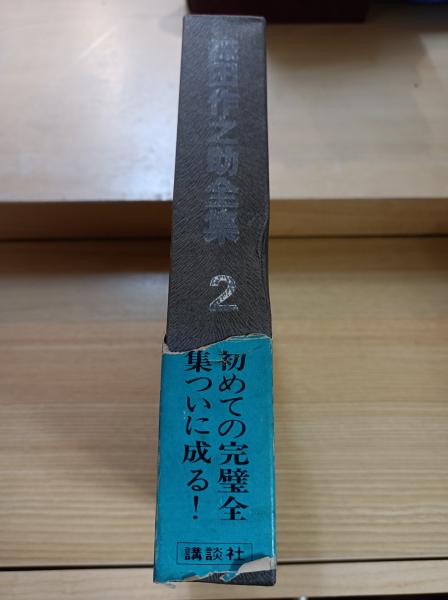 織田作之助全集
2
初めての完璧全
集ついに成る!
講談社